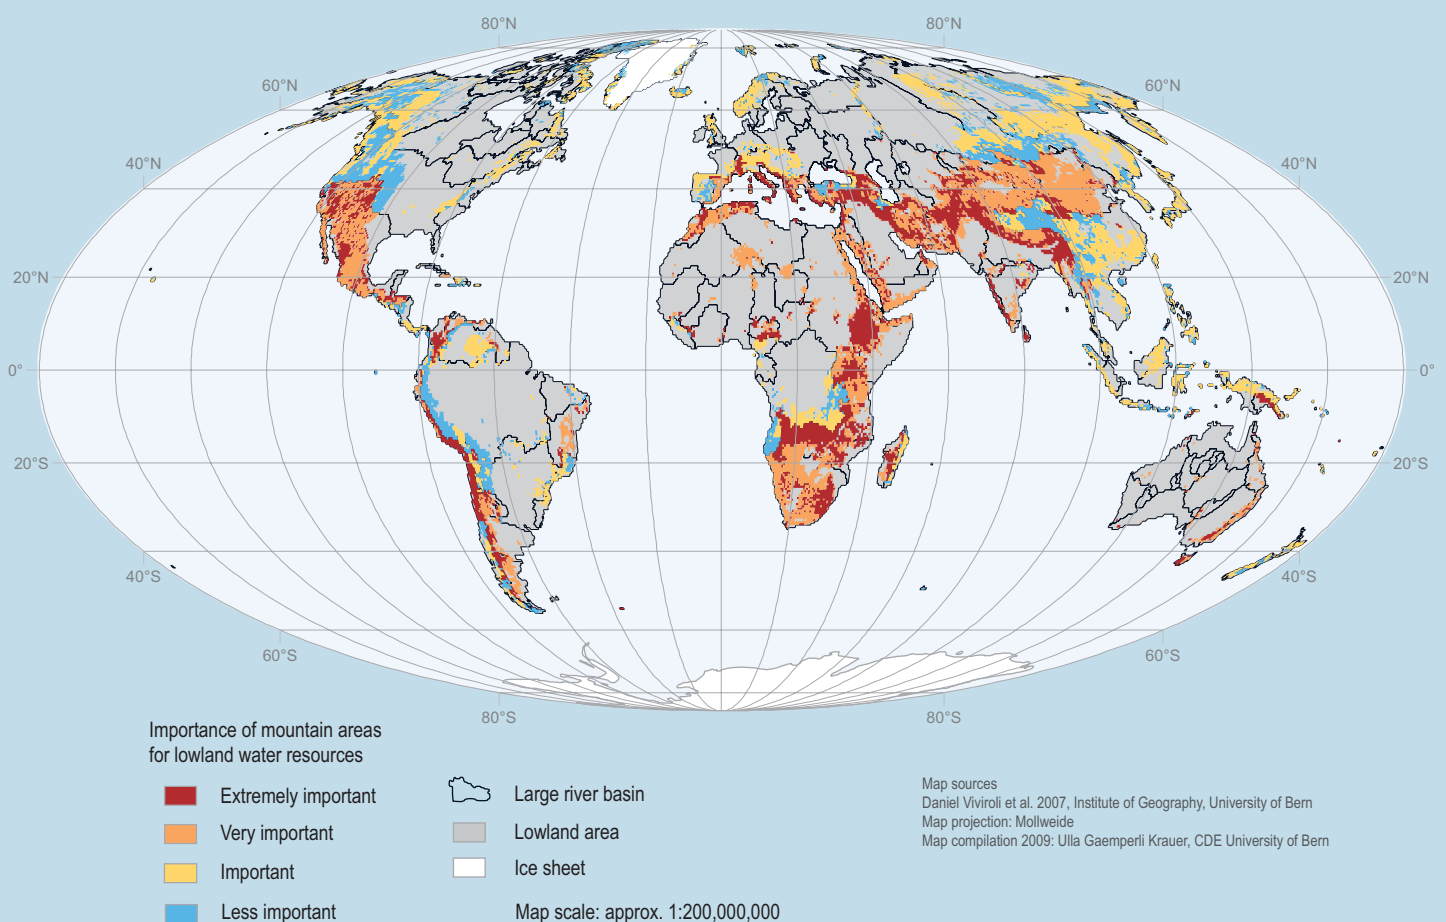 80°N 80°N
60°N 60°N
40°N 40°N
20°N 20°N
0° 0°
20°S 20°S
40°S 40°S
60°S 60°S
80°S 80°S
Importance of mountain areas
for lowland water resources
Extremely important
Very important
Important
Less important
Large river basin
Lowland area
Ice sheet
Map scale: approx. 1:200,000,000
Map sources
Daniel Viviroli et al. 2007, Institute of Geography, University of Bern
Map projection: Mollweide
Map compilation 2009: Ulla Gaemperli Krauer, CDE University of Bern